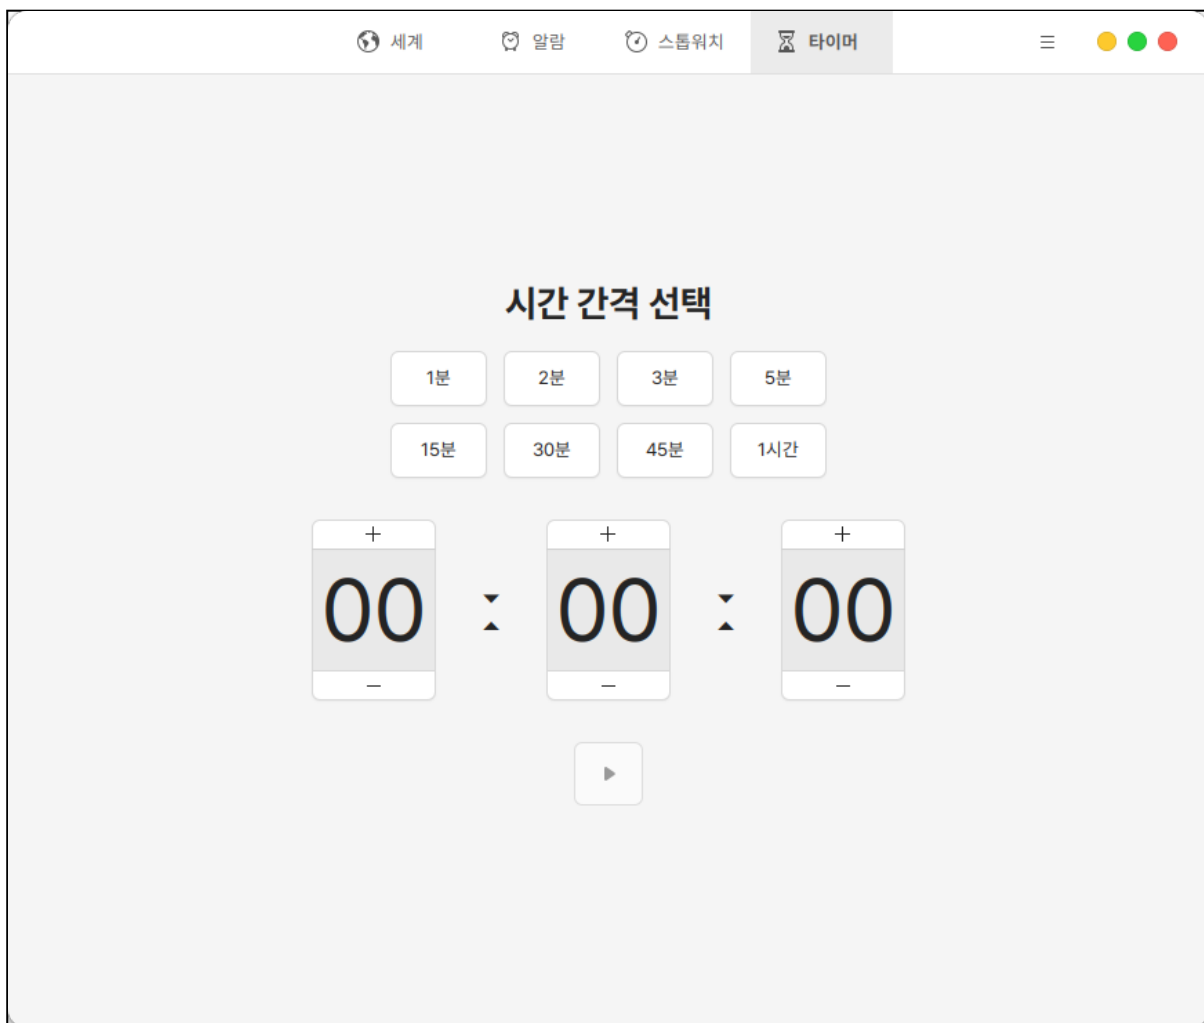 세계 알람 스톱워치 타이머
시간 간격 선택
1분 2분 3분 5분
15분 30분 45분 1시간
+ + +
00 : 00 : 00
− − −